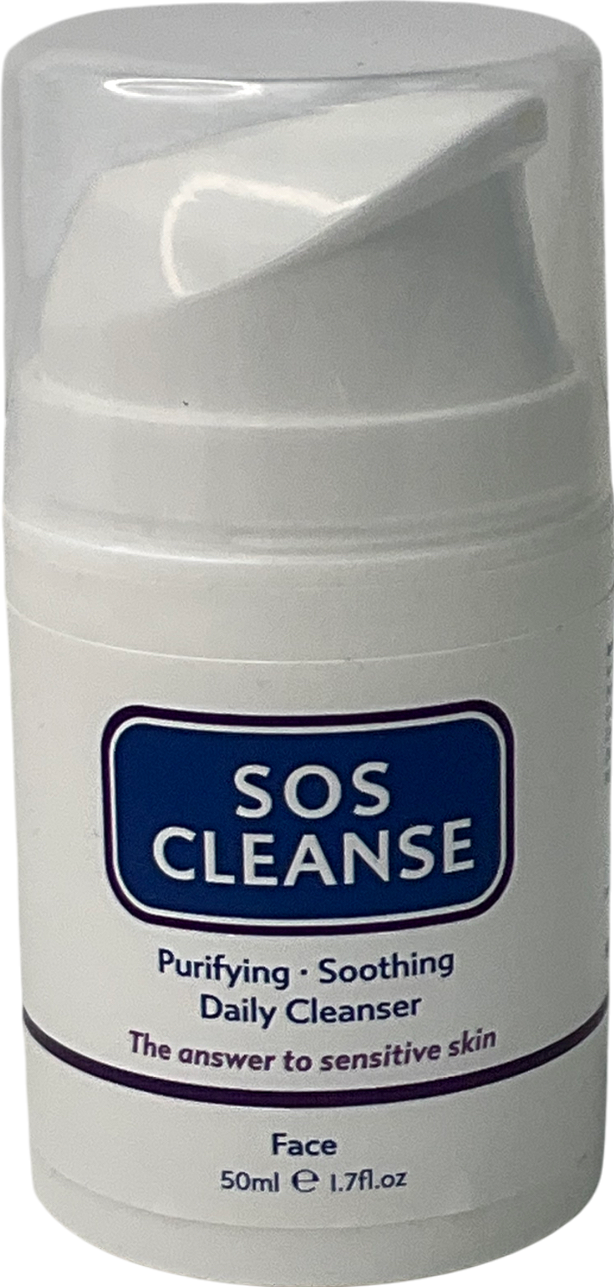 SOS
CLEANSE
Purifying · Soothing
Daily Cleanser
The answer to sensitive skin
Face
50ml ℮ 1.7fl.oz